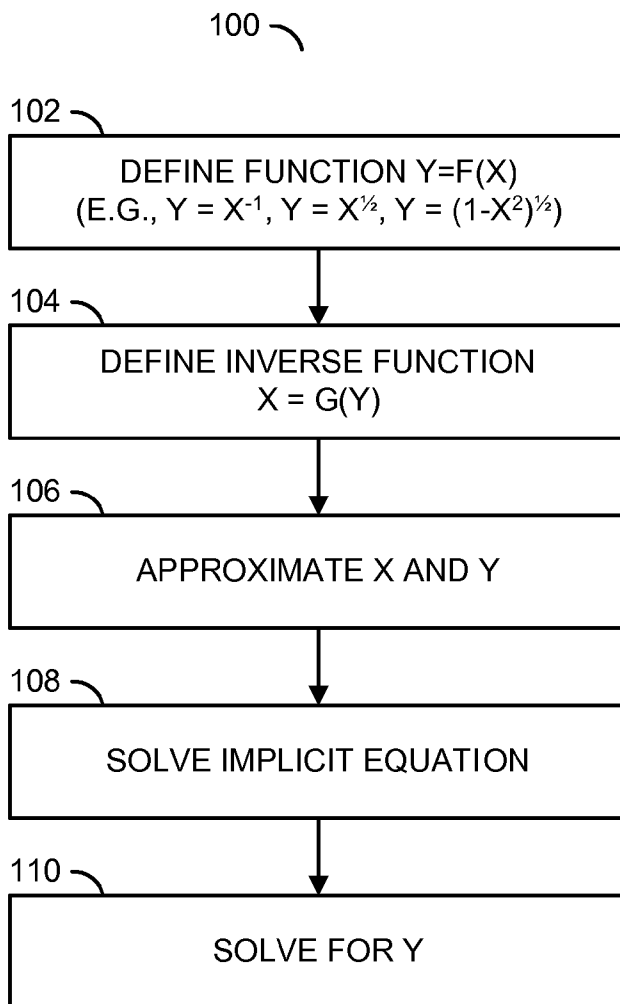 100
102
DEFINE FUNCTION Y=F(X)
(E.G., Y = X⁻¹, Y = X^½, Y = (1-X²)^½)
104
DEFINE INVERSE FUNCTION
X = G(Y)
106
APPROXIMATE X AND Y
108
SOLVE IMPLICIT EQUATION
110
SOLVE FOR Y